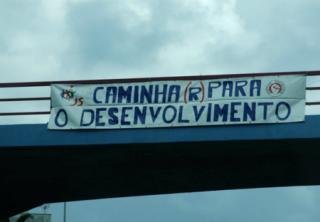 CAMINHA(R) PARA
O DESENVOLVIMENTO